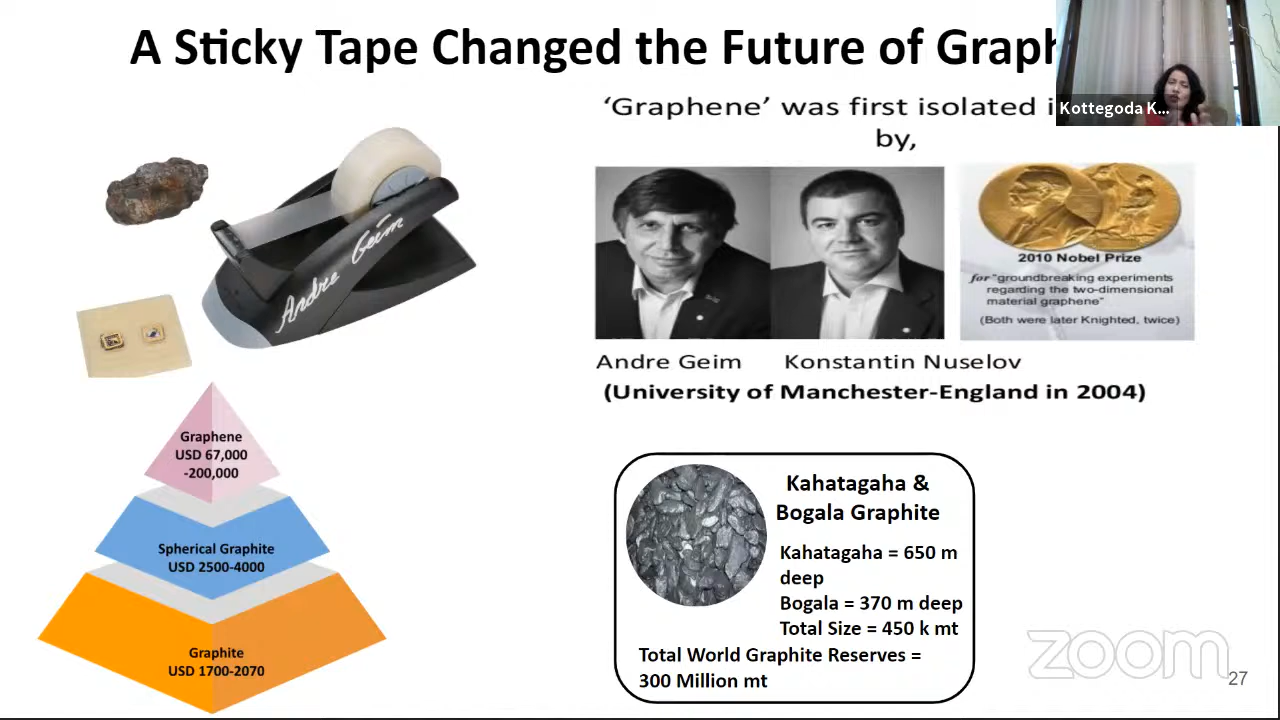 A Sticky Tape Changed the Future of Graph
Kottegoda K...
‘Graphene’ was first isolated i
by,
Andre Geim
2010 Nobel Prize
for "groundbreaking experiments
regarding the two-dimensional
material graphene"
(Both were later Knighted, twice)
Andre Geim Konstantin Nuselov
(University of Manchester-England in 2004)
Graphene
USD 67,000
-200,000
Spherical Graphite
USD 2500-4000
Graphite
USD 1700-2070
Kahatagaha &
Bogala Graphite
Kahatagaha = 650 m
deep
Bogala = 370 m deep
Total Size = 450 k mt
Total World Graphite Reserves =
300 Million mt
zoom
27